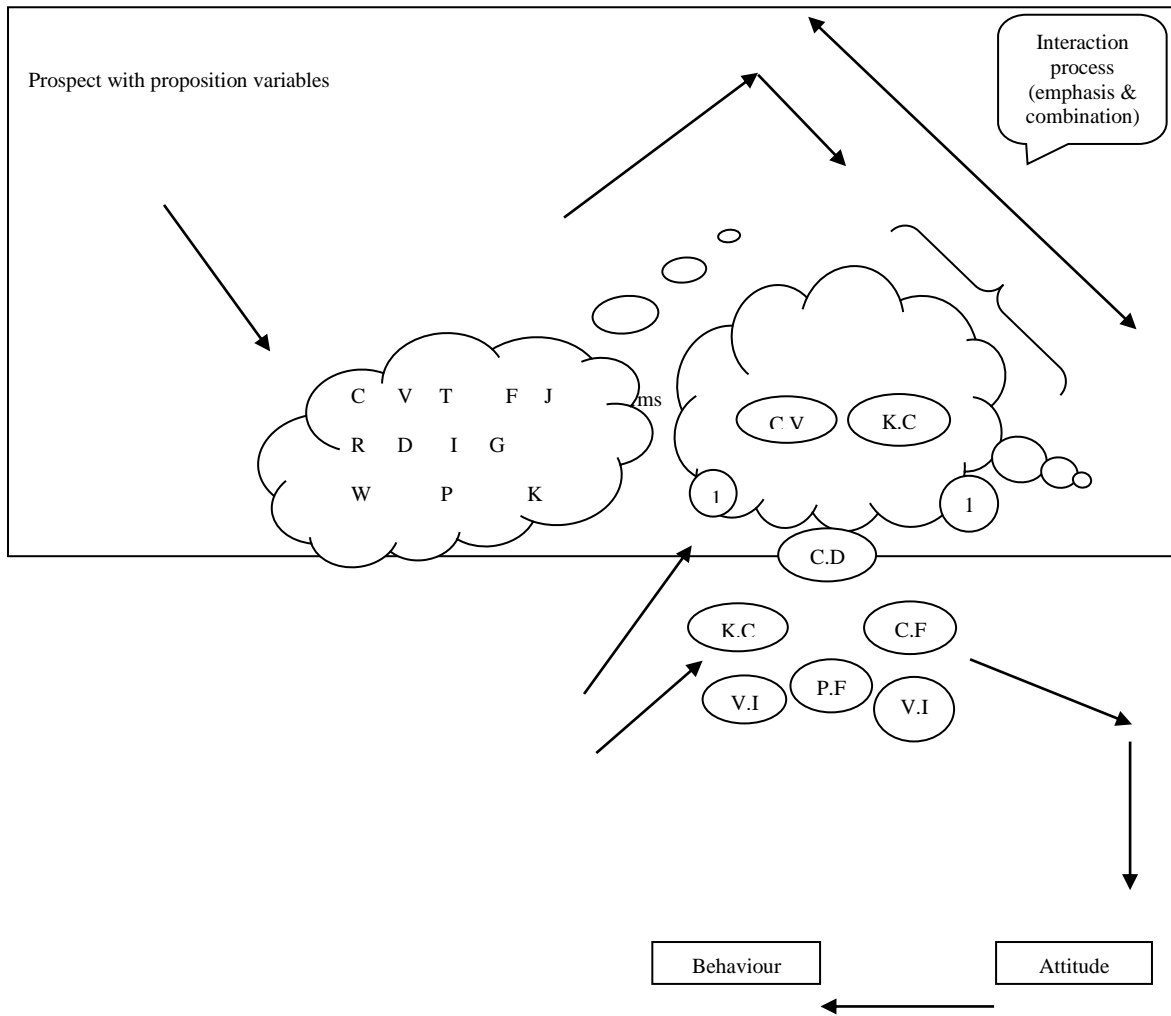 Interaction
process
(emphasis &
combination)
Prospect with proposition variables
C V T F J
ms
R D I G
W P K
C.V
K.C
1
1
C.D
K.C
C.F
V.I
P.F
V.I
Behaviour
Attitude